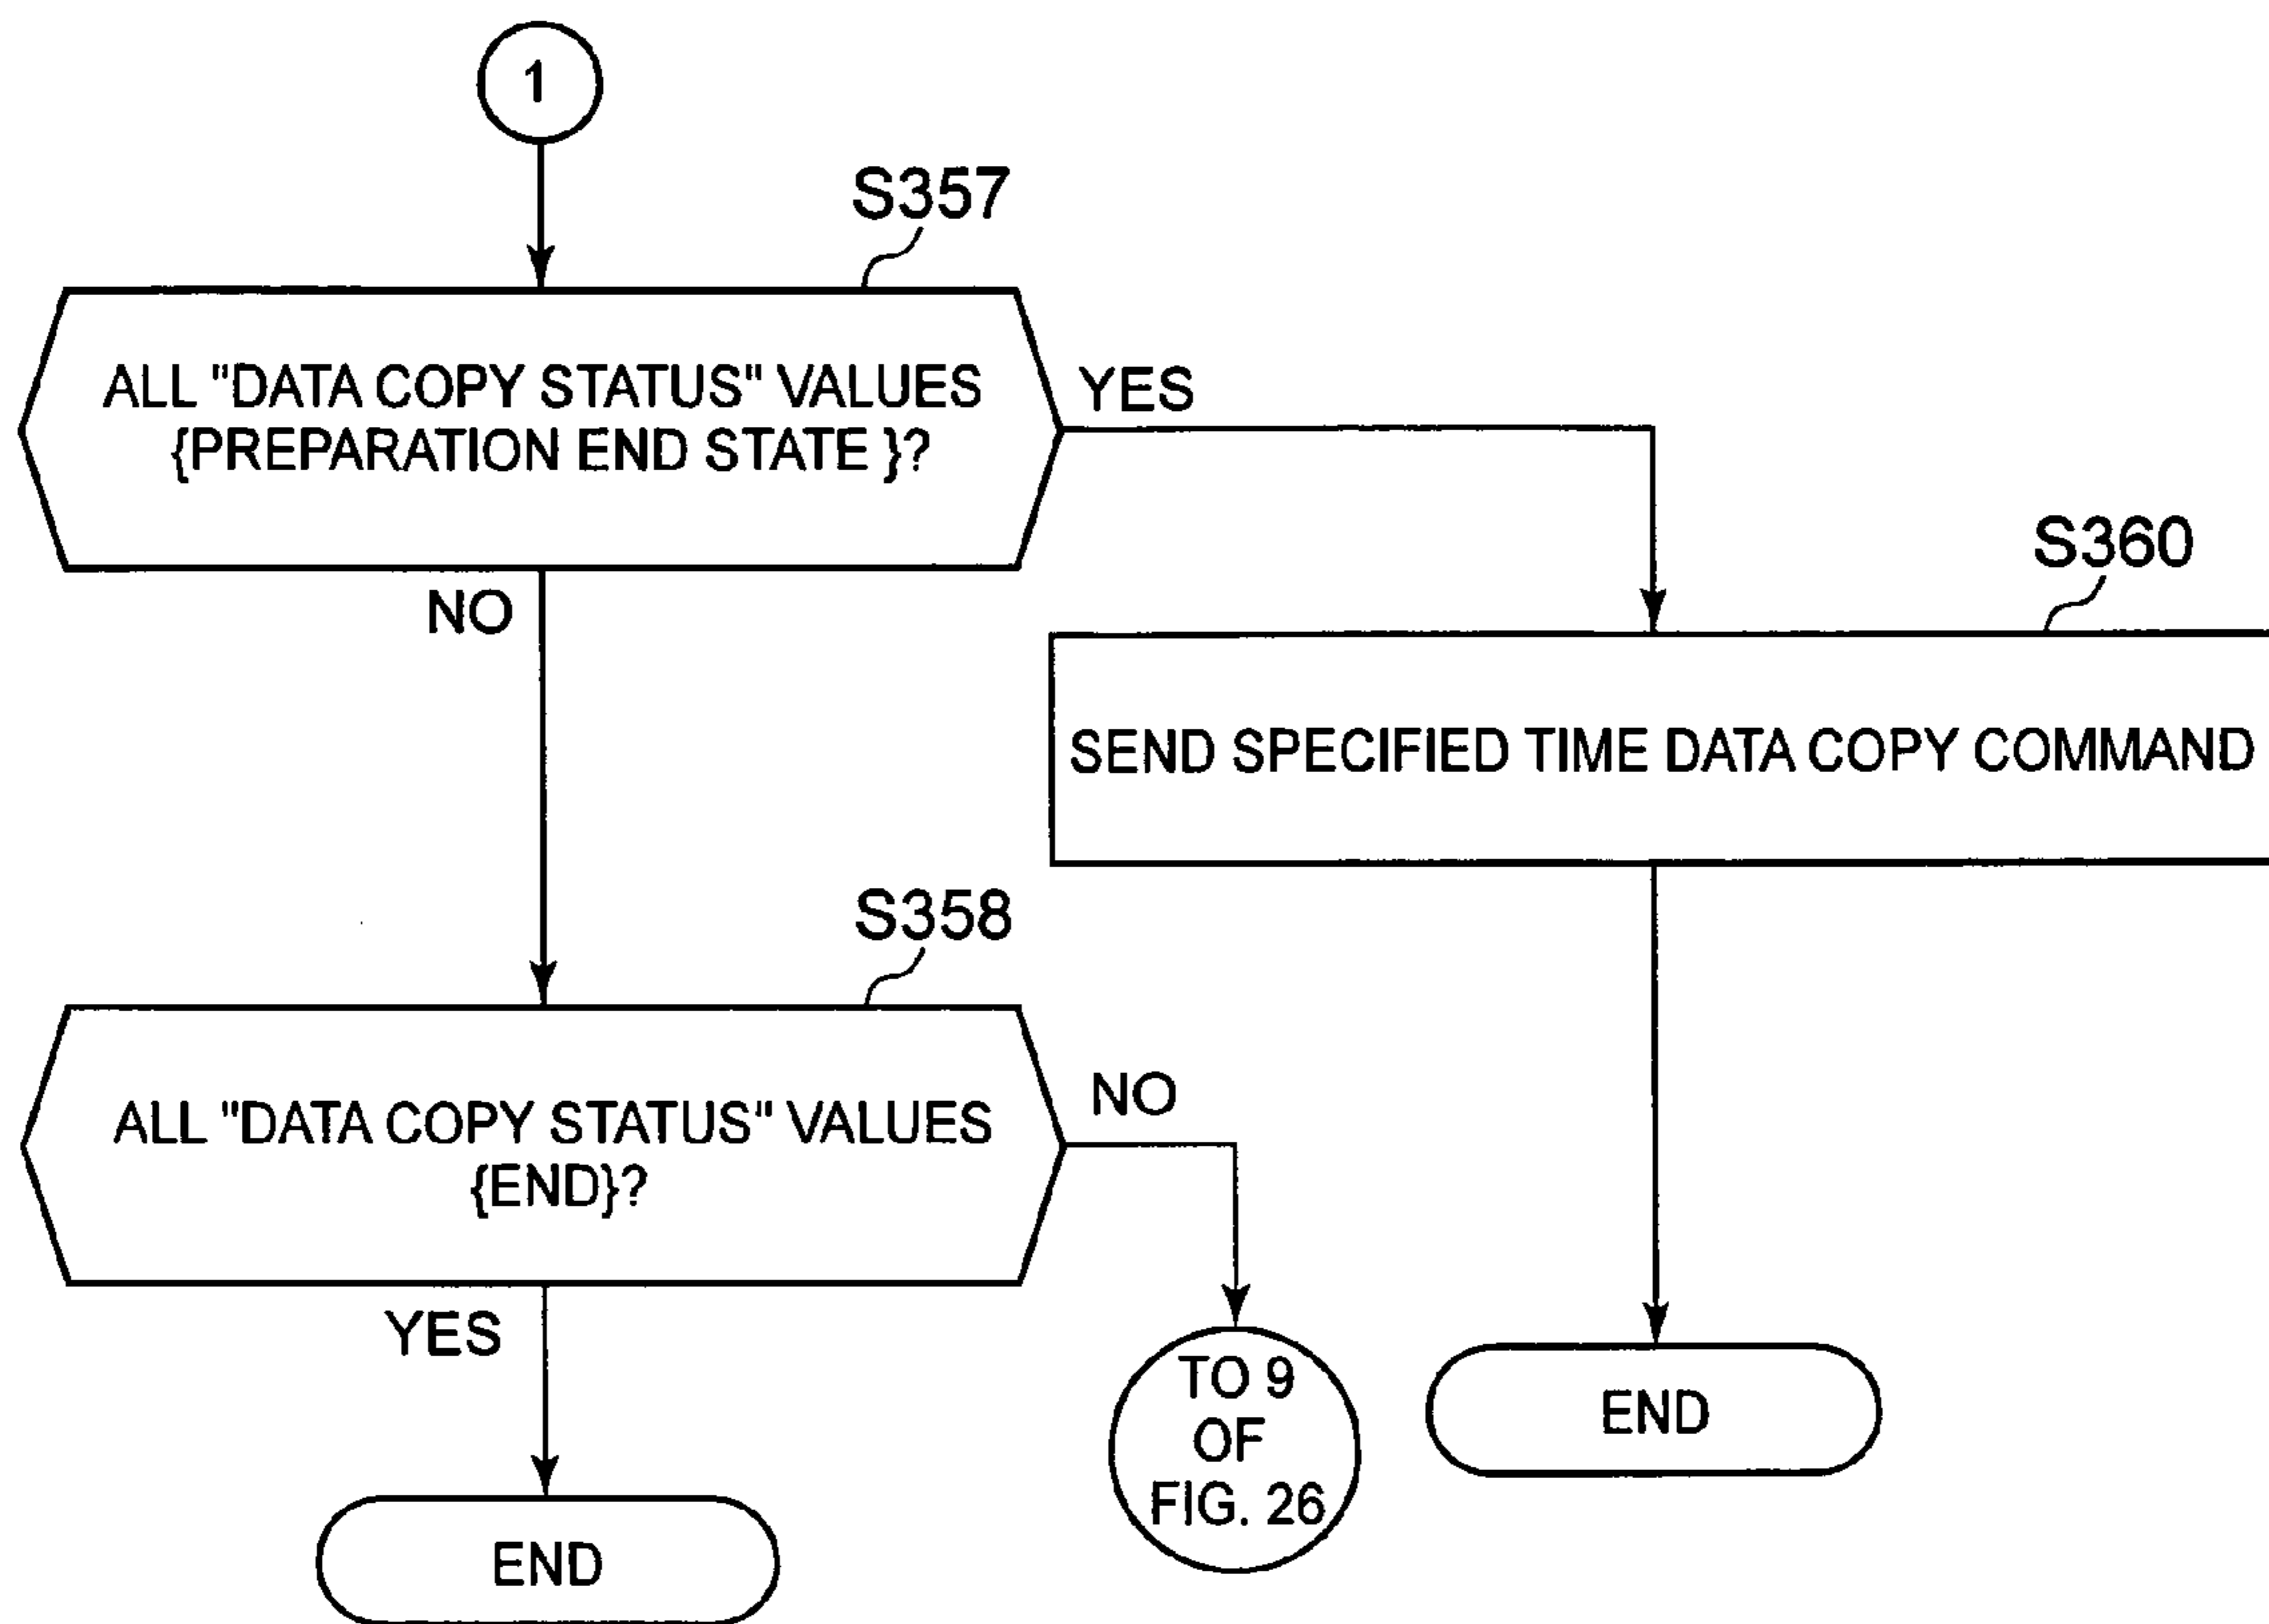 1
S357
ALL "DATA COPY STATUS" VALUES
{PREPARATION END STATE }?
YES
NO
S360
SEND SPECIFIED TIME DATA COPY COMMAND
S358
ALL "DATA COPY STATUS" VALUES
{END}?
NO
YES
TO 9
OF
FIG. 26
END
END